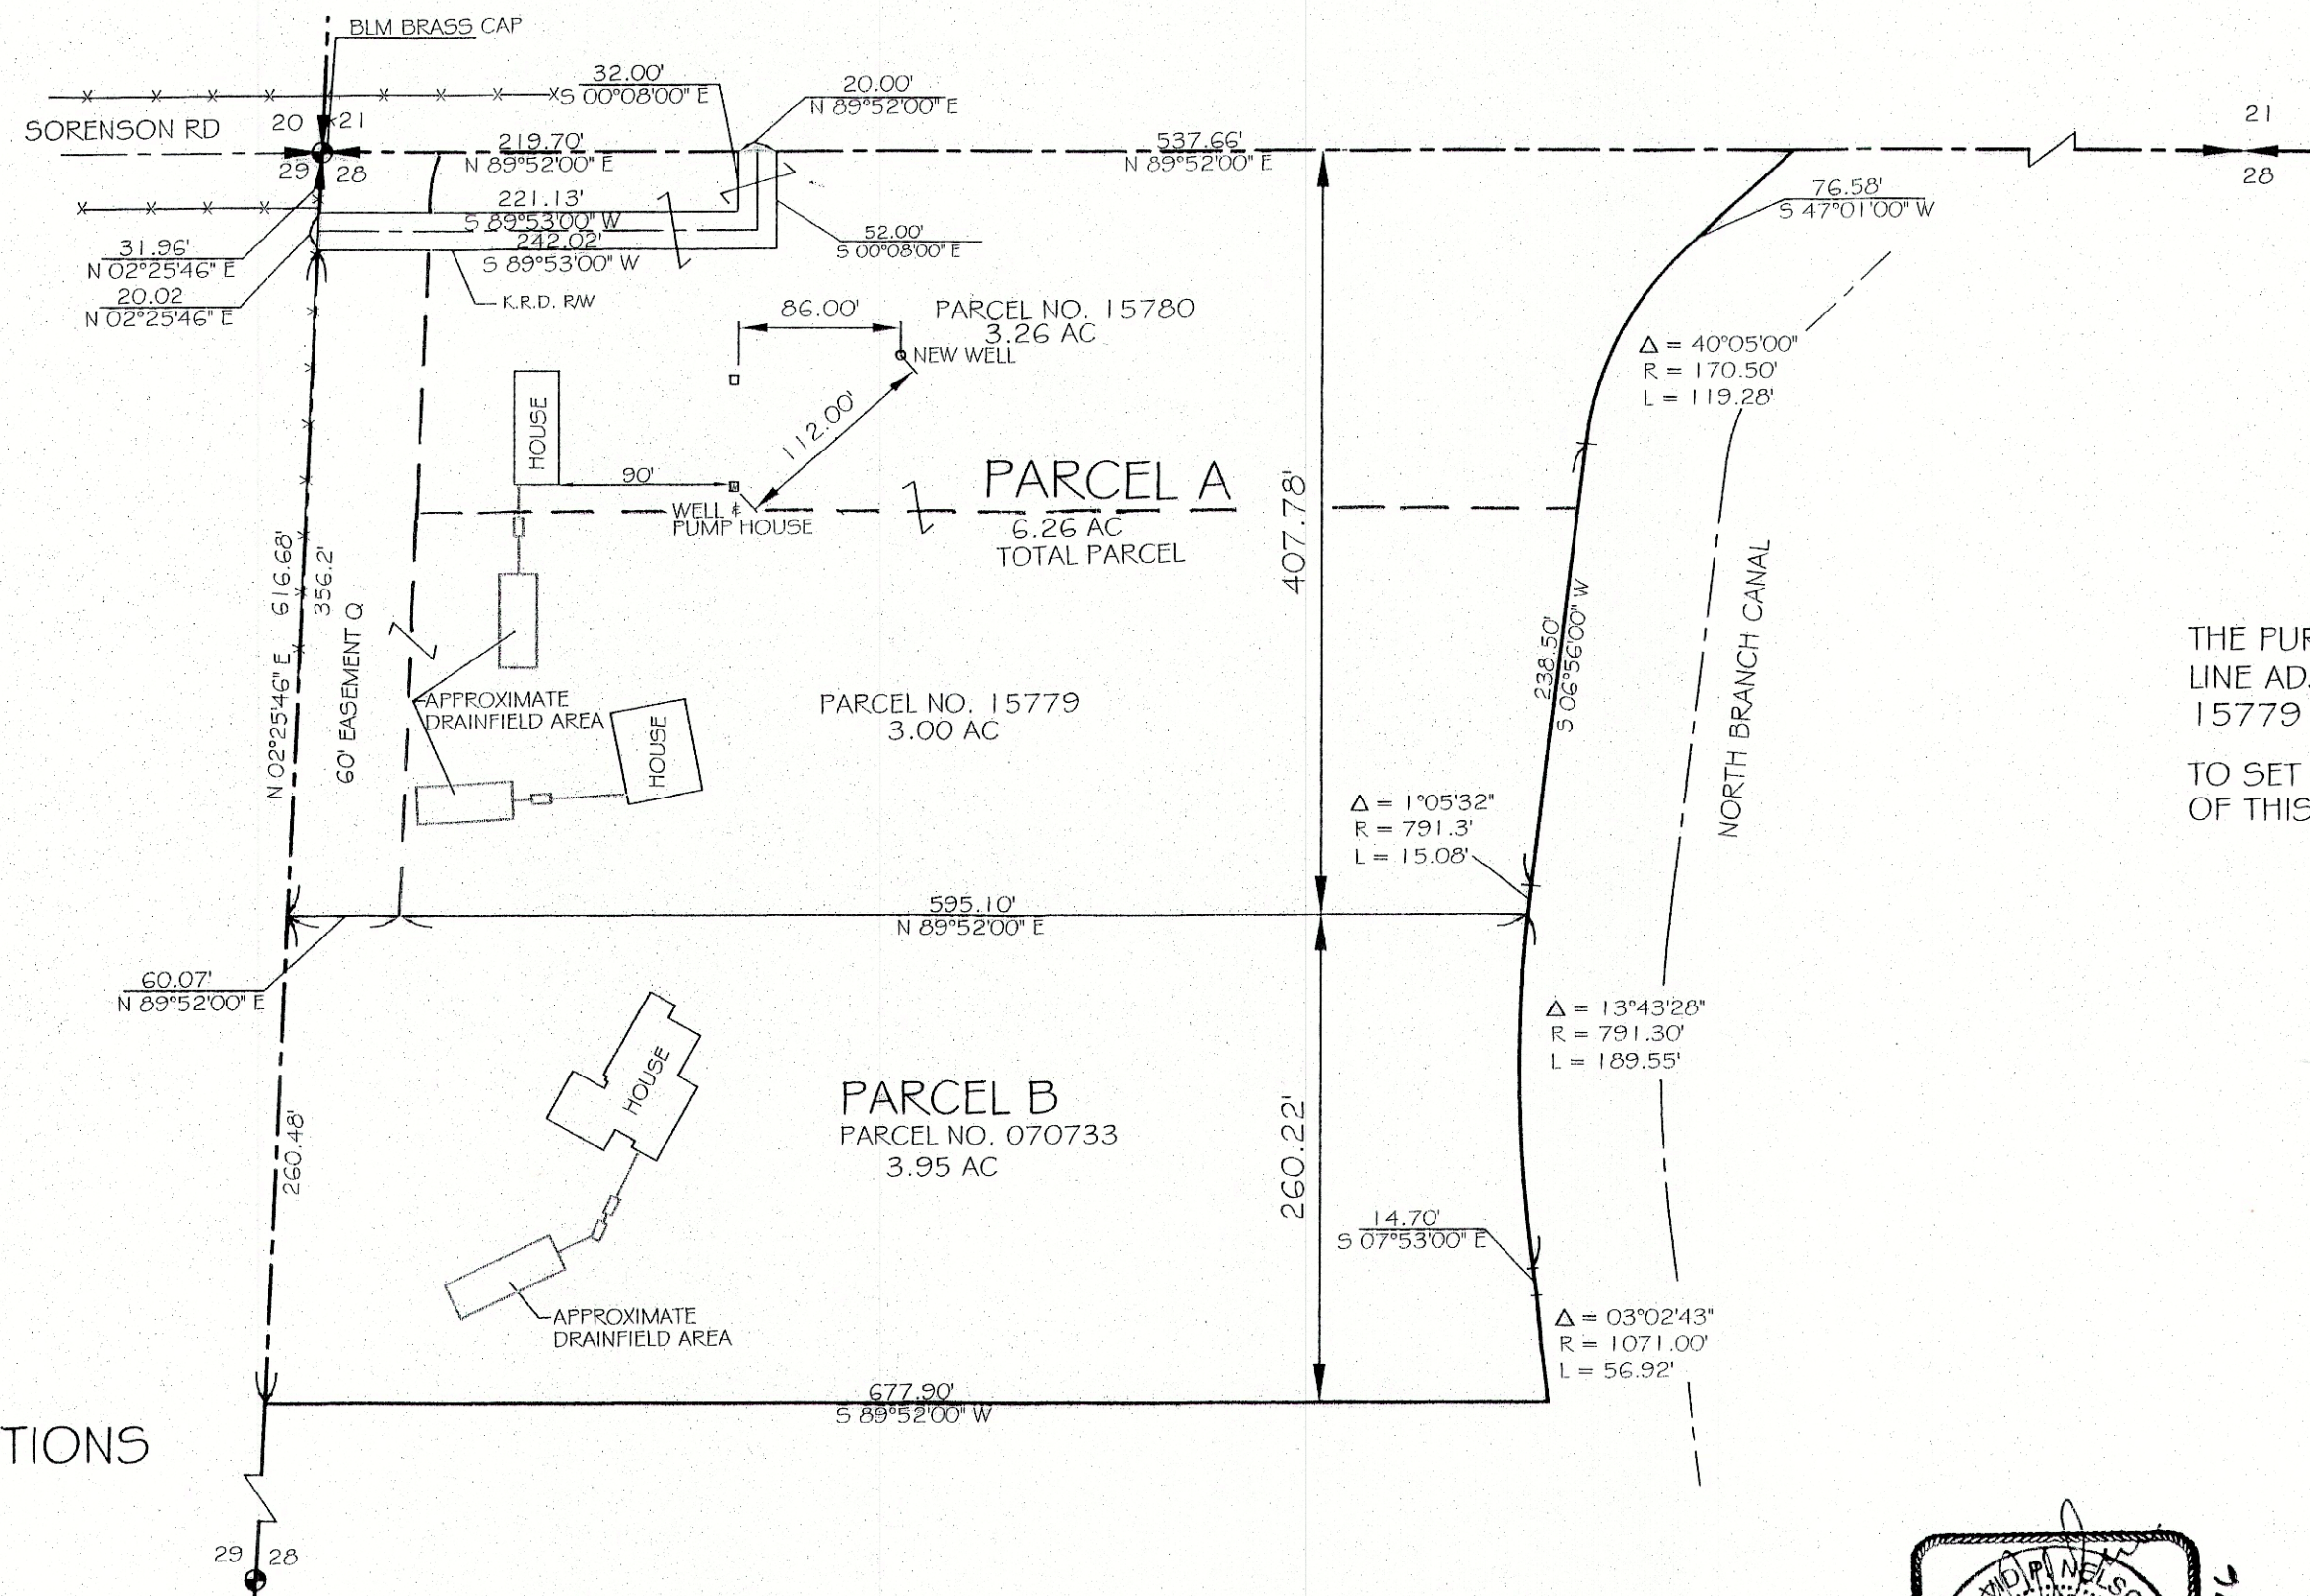 BLM BRASS CAP
32.00'
S 00°08'00" E
20.00'
N 89°52'00" E
SORENSON RD
20
21
29
28
219.70'
N 89°52'00" E
537.66'
N 89°52'00" E
21
28
221.13'
S 89°53'00" W
242.02'
S 89°53'00" W
52.00'
S 00°08'00" E
76.58'
S 47°01'00" W
31.96'
N 02°25'46" E
20.02
N 02°25'46" E
K.R.D. R/W
86.00'
PARCEL NO. 15780
3.26 AC
NEW WELL
Δ = 40°05'00"
R = 170.50'
L = 119.28'
HOUSE
112.00'
90'
WELL &
PUMP HOUSE
PARCEL A
6.26 AC
TOTAL PARCEL
407.78'
N 02°25'46" E 616.68'
356.2'
60' EASEMENT Q
238.50'
S 06°56'00" W
NORTH BRANCH CANAL
THE PUR
LINE AD
15779
TO SET
OF THIS
APPROXIMATE
DRAINFIELD AREA
HOUSE
PARCEL NO. 15779
3.00 AC
Δ = 1°05'32"
R = 791.3'
L = 15.08'
595.10'
N 89°52'00" E
60.07'
N 89°52'00" E
Δ = 13°43'28"
R = 791.30'
L = 189.55'
HOUSE
PARCEL B
PARCEL NO. 070733
3.95 AC
260.48'
260.22'
14.70'
S 07°53'00" E
APPROXIMATE
DRAINFIELD AREA
Δ = 03°02'43"
R = 1071.00'
L = 56.92'
677.90'
S 89°52'00" W
TIONS
29
28
P. NELSO